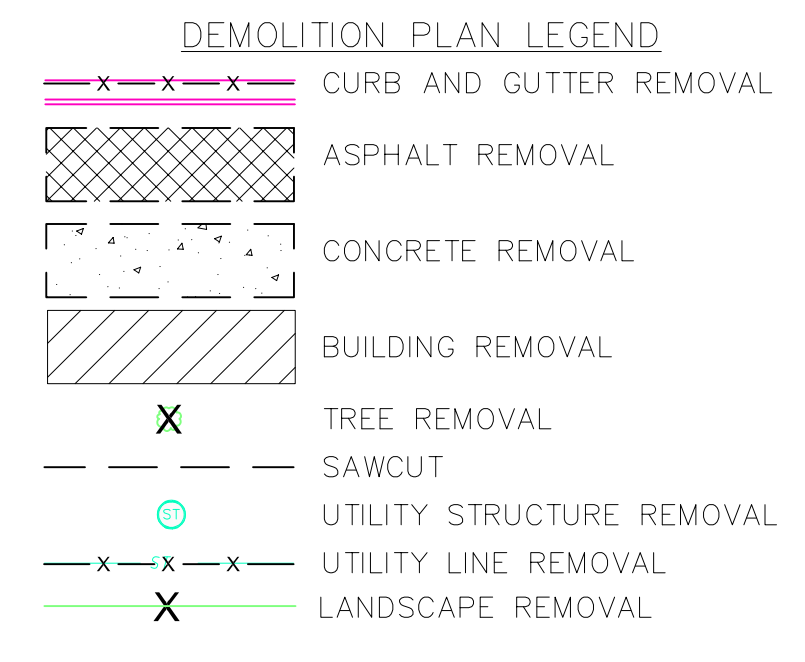 DEMOLITION PLAN LEGEND
X X X CURB AND GUTTER REMOVAL
ASPHALT REMOVAL
CONCRETE REMOVAL
BUILDING REMOVAL
X TREE REMOVAL
SAWCUT
ST UTILITY STRUCTURE REMOVAL
X ST X X UTILITY LINE REMOVAL
X LANDSCAPE REMOVAL